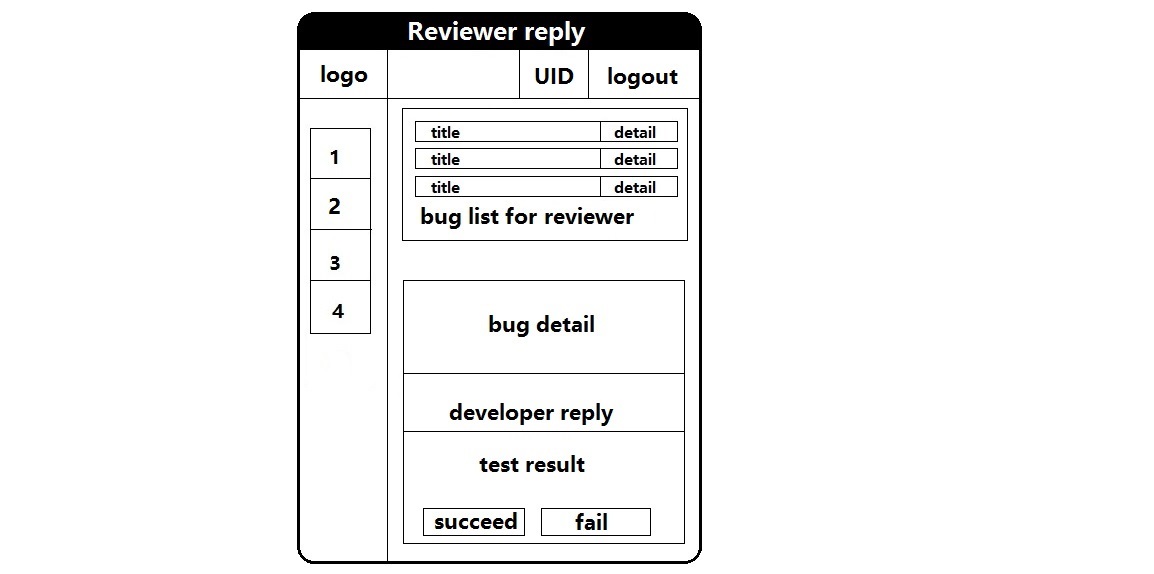 Reviewer reply
logo UID logout
title detail
title detail
title detail
bug list for reviewer
1
2
3
4
bug detail
developer reply
test result
succeed fail